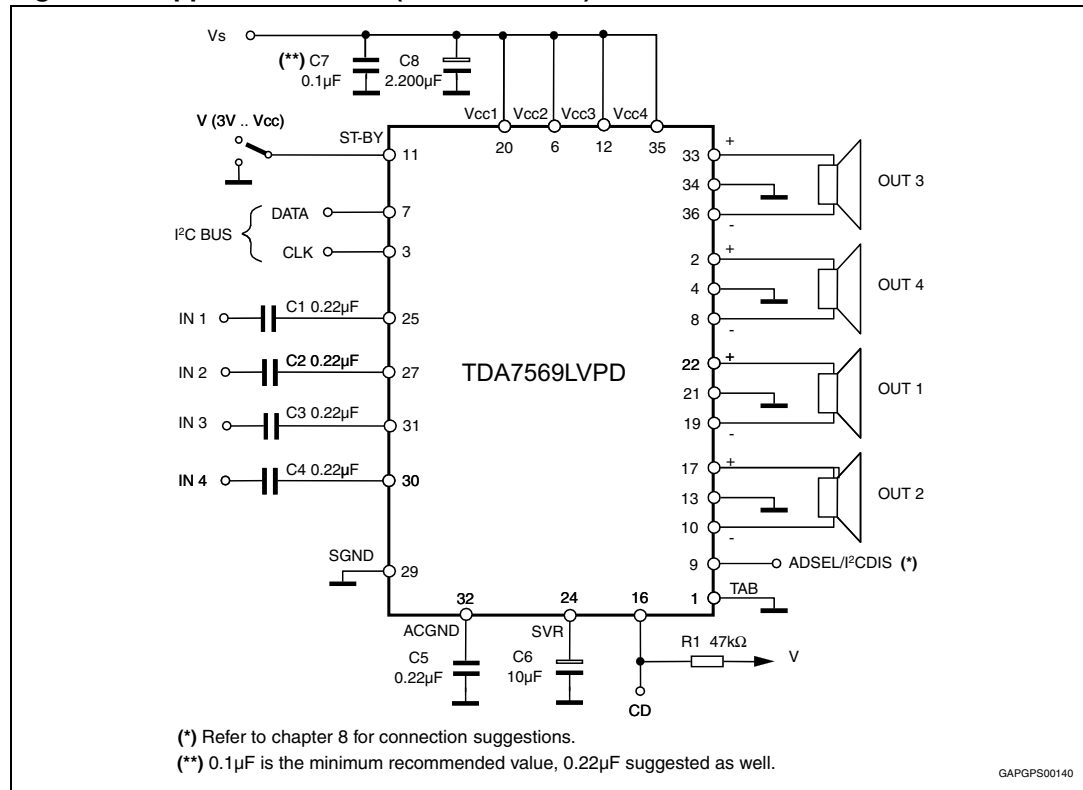 Vs
(**) C7
0.1µF
C8
2.200µF
Vcc1
Vcc2
Vcc3
Vcc4
20
6
12
35
V (3V .. Vcc)
ST-BY
11
I²C BUS
DATA
7
CLK
3
IN 1
C1 0.22µF
25
IN 2
C2 0.22µF
27
IN 3
C3 0.22µF
31
IN 4
C4 0.22µF
30
SGND
29
TDA7569LVPD
33
+
34
36
-
OUT 3
2
+
4
8
-
OUT 4
22
+
21
19
-
OUT 1
17
+
13
10
-
OUT 2
9
ADSEL/I²CDIS (*)
1
TAB
32
24
16
ACGND
SVR
C5
0.22µF
C6
10µF
R1 47kΩ
V
CD
(*) Refer to chapter 8 for connection suggestions.
(**) 0.1µF is the minimum recommended value, 0.22µF suggested as well.
GAPGPS00140